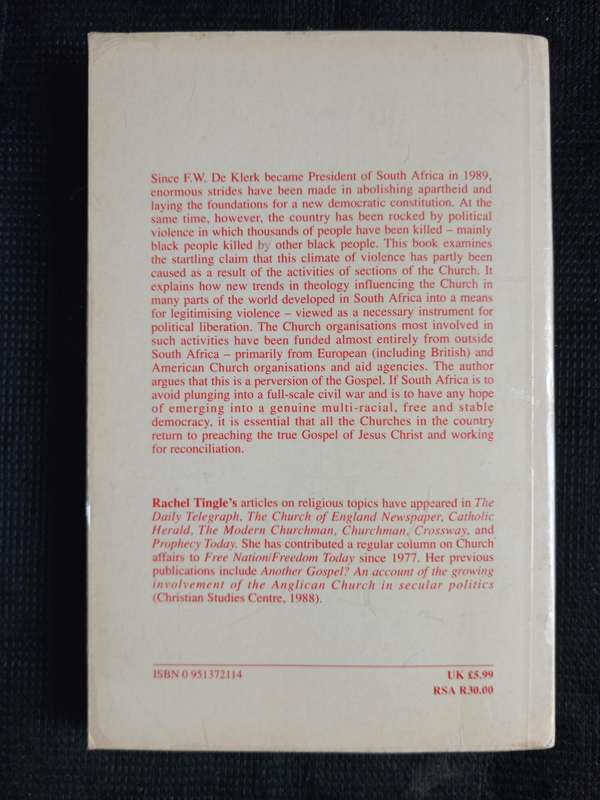 Since F.W. De Klerk became President of South Africa in 1989,
enormous strides have been made in abolishing apartheid and
laying the foundations for a new democratic constitution. At the
same time, however, the country has been rocked by political
violence in which thousands of people have been killed – mainly
black people killed by other black people. This book examines
the startling claim that this climate of violence has partly been
caused as a result of the activities of sections of the Church. It
explains how new trends in theology influencing the Church in
many parts of the world developed in South Africa into a means
for legitimising violence – viewed as a necessary instrument for
political liberation. The Church organisations most involved in
such activities have been funded almost entirely from outside
South Africa – primarily from European (including British) and
American Church organisations and aid agencies. The author
argues that this is a perversion of the Gospel. If South Africa is to
avoid plunging into a full-scale civil war and is to have any hope
of emerging into a genuine multi-racial, free and stable
democracy, it is essential that all the Churches in the country
return to preaching the true Gospel of Jesus Christ and working
for reconciliation.
Rachel Tingle's articles on religious topics have appeared in The
Daily Telegraph, The Church of England Newspaper, Catholic
Herald, The Modern Churchman, Churchman, Crossway, and
Prophecy Today. She has contributed a regular column on Church
affairs to Free Nation/Freedom Today since 1977. Her previous
publications include Another Gospel? An account of the growing
involvement of the Anglican Church in secular politics
(Christian Studies Centre, 1988).
ISBN 0 951372114
UK £5.99
RSA R30.00